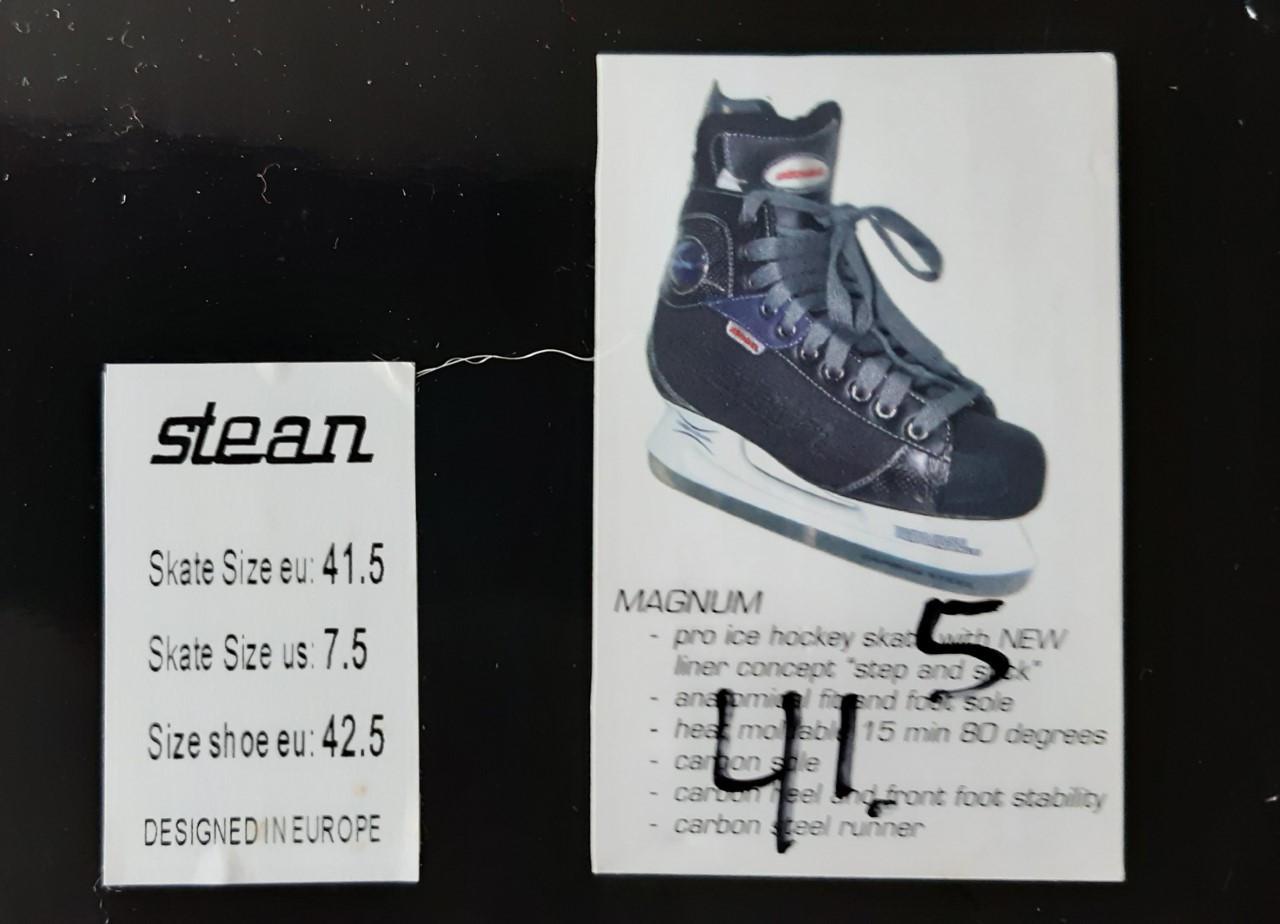 stean
Skate Size eu: 41.5
Skate Size us: 7.5
Size shoe eu: 42.5
DESIGNED IN EUROPE
MAGNUM
- pro ice hockey skate with NEW
liner concept "step and stick"
- anatomical fit and foot sole
- heat moldable 15 min 80 degrees
- carbon sole
- carbon heel and front foot stability
- carbon steel runner
41.5